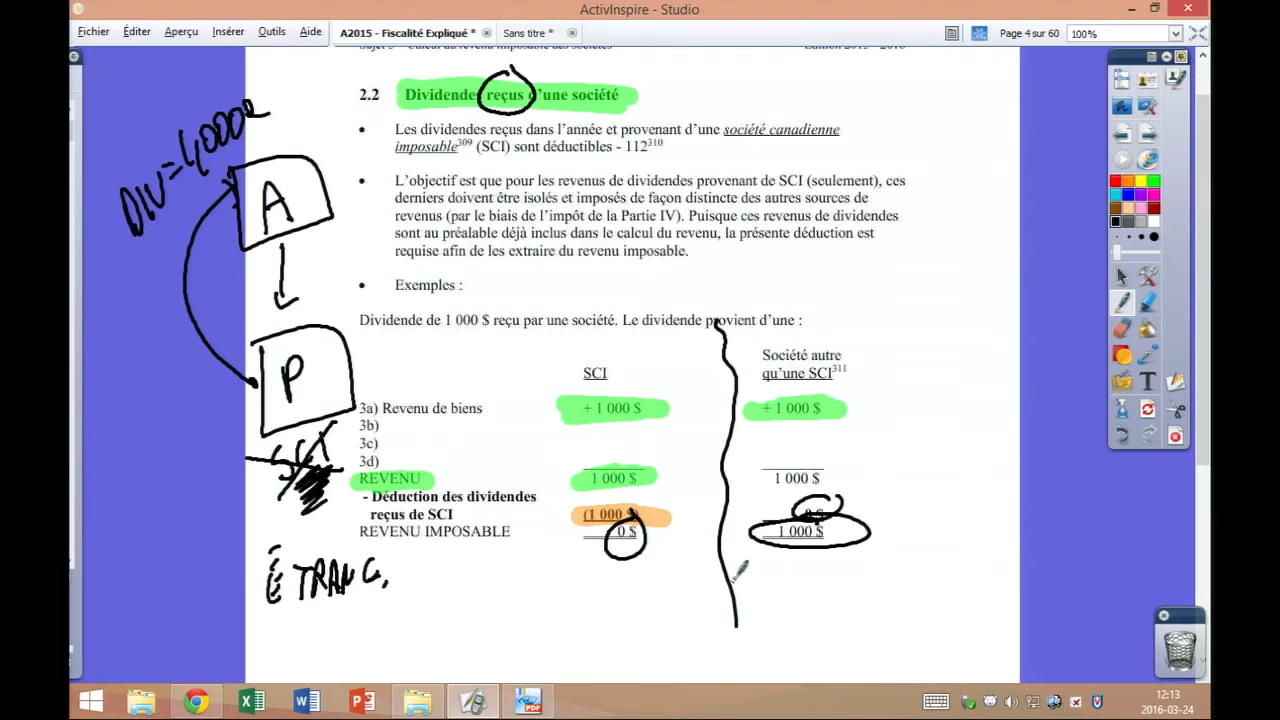 ActivInspire - Studio
Fichier Éditer Aperçu Insérer Outils Aide A2015 – Fiscalité Expliqué * Sans titre * Page 4 sur 60 100%
2.2 Dividendes reçus d'une société
• Les dividendes reçus dans l'année et provenant d'une société canadienne
imposable309 (SCI) sont déductibles - 112310
• L'objectif est que pour les revenus de dividendes provenant de SCI (seulement), ces
derniers doivent être isolés et imposés de façon distincte des autres sources de
revenus (par le biais de l'impôt de la Partie IV). Puisque ces revenus de dividendes
sont au préalable déjà inclus dans le calcul du revenu, la présente déduction est
requise afin de les extraire du revenu imposable.
• Exemples :
Dividende de 1 000 $ reçu par une société. Le dividende provient d'une :
Société autre
SCI qu'une SCI311
3a) Revenu de biens + 1 000 $ + 1 000 $
3b)
3c)
3d)
REVENU 1 000 $ 1 000 $
- Déduction des dividendes
reçus de SCI (1 000 $) 0 $
REVENU IMPOSABLE 0 $ 1 000 $
A
P
SCI
ÉTRANG.
12:13
2016-03-24